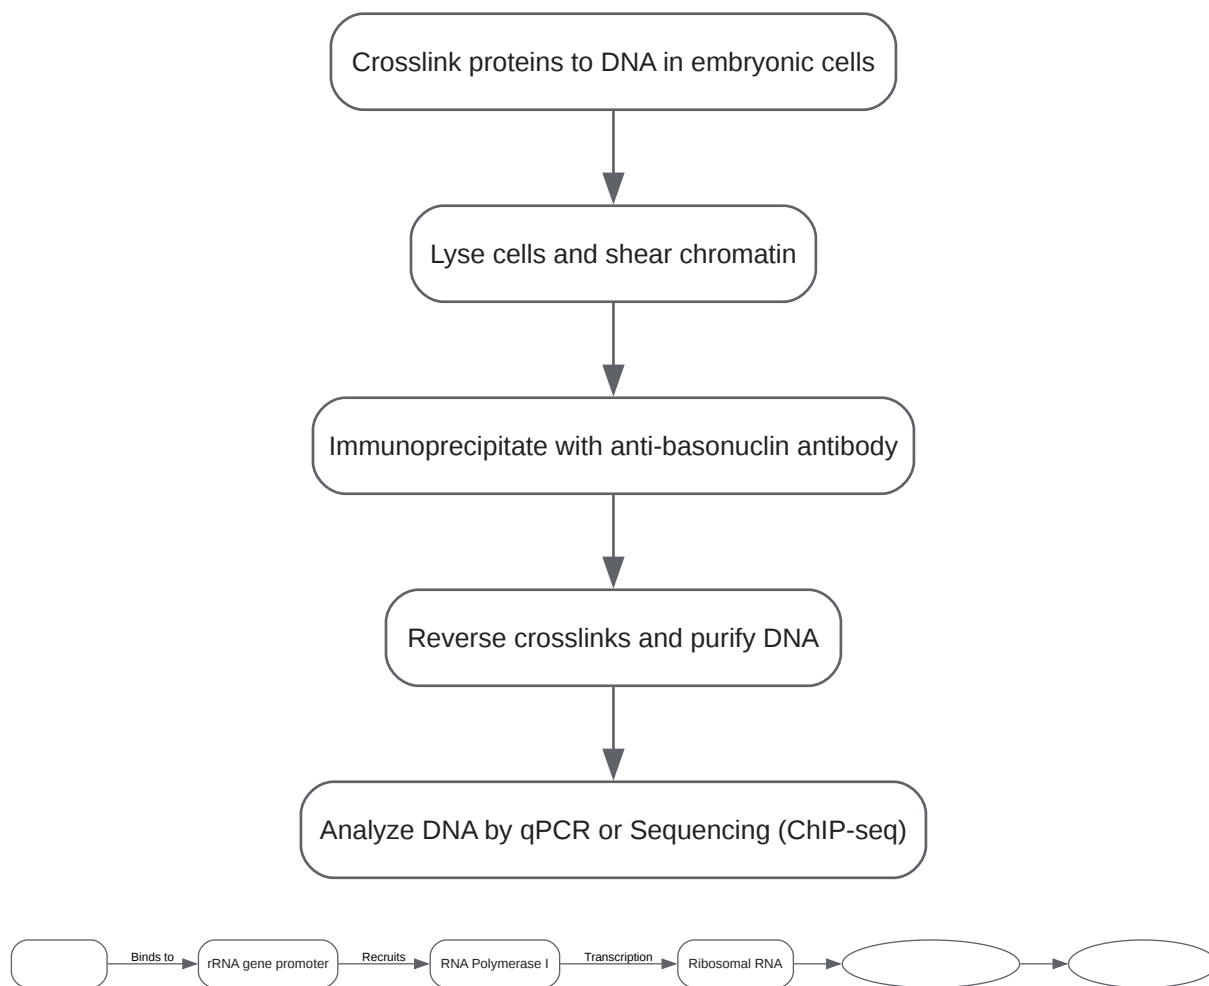 Crosslink proteins to DNA in embryonic cells
Lyse cells and shear chromatin
Immunoprecipitate with anti-basonuclin antibody
Reverse crosslinks and purify DNA
Analyze DNA by qPCR or Sequencing (ChIP-seq)
Binds to
rRNA gene promoter
Recruits
RNA Polymerase I
Transcription
Ribosomal RNA